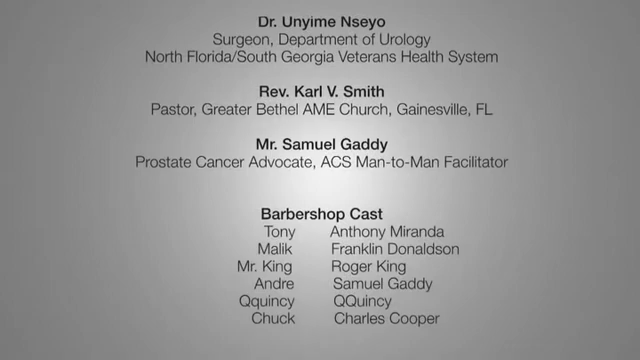 Dr. Unyime Nseyo
Surgeon, Department of Urology
North Florida/South Georgia Veterans Health System
Rev. Karl V. Smith
Pastor, Greater Bethel AME Church, Gainesville, FL
Mr. Samuel Gaddy
Prostate Cancer Advocate, ACS Man-to-Man Facilitator
Barbershop Cast
Tony Anthony Miranda
Malik Franklin Donaldson
Mr. King Roger King
Andre Samuel Gaddy
Qquincy QQuincy
Chuck Charles Cooper